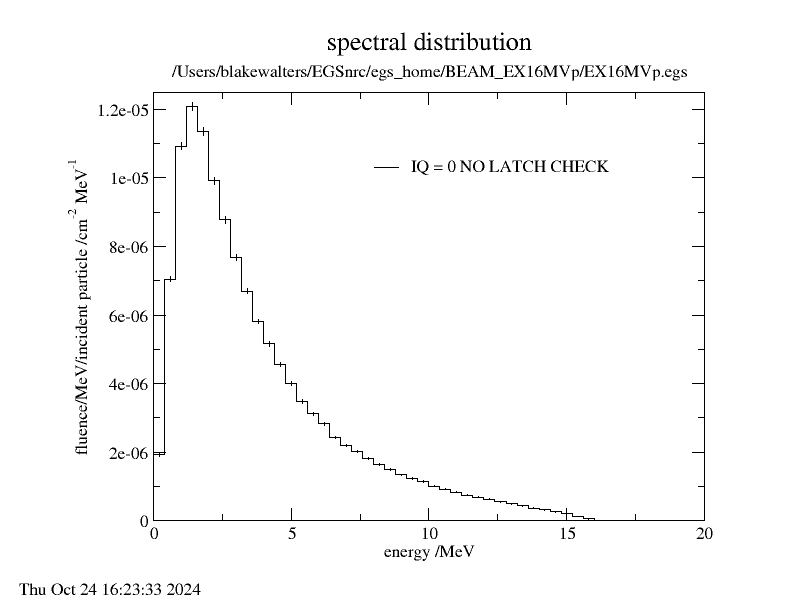 spectral distribution
/Users/blakewalters/EGSnrc/egs_home/BEAM_EX16MVp/EX16MVp.egs
1.2e-05
1e-05
8e-06
6e-06
4e-06
2e-06
0
fluence/MeV/incident particle /cm-2 MeV-1
IQ = 0 NO LATCH CHECK
0 5 10 15 20
energy /MeV
Thu Oct 24 16:23:33 2024